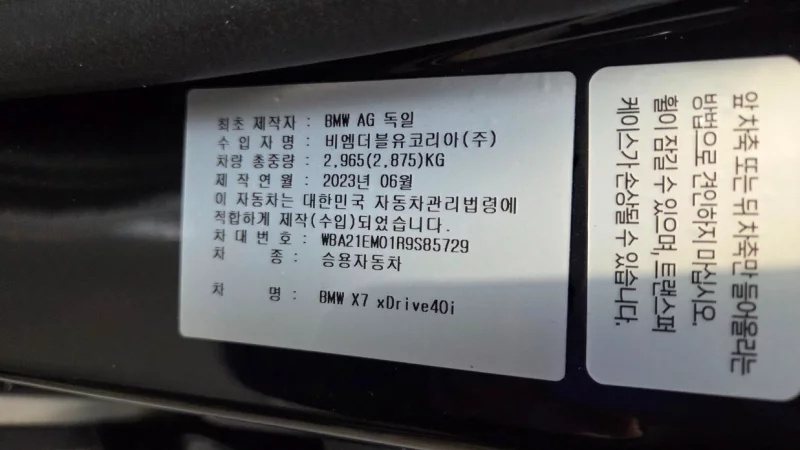 최초 제작자 : BMW AG 독일
수 입 자 명 : 비엠더블유코리아(주)
차량 총중량 : 2.965(2.875)KG
제 작 연 월 : 2023년 06월
이 자동차는 대한민국 자동차관리법령에
적합하게 제작(수입)되었습니다.
차 대 번 호 : WBA21EM01R9S85729
차 종 : 승용자동차
차 명 : BMW X7 xDrive40i
앞 차축 또는 뒤 차축만 들어올리는
방법으로 견인하지 마십시오.
휠이 잠길 수 있으며, 트랜스퍼
케이스가 손상될 수 있습니다.